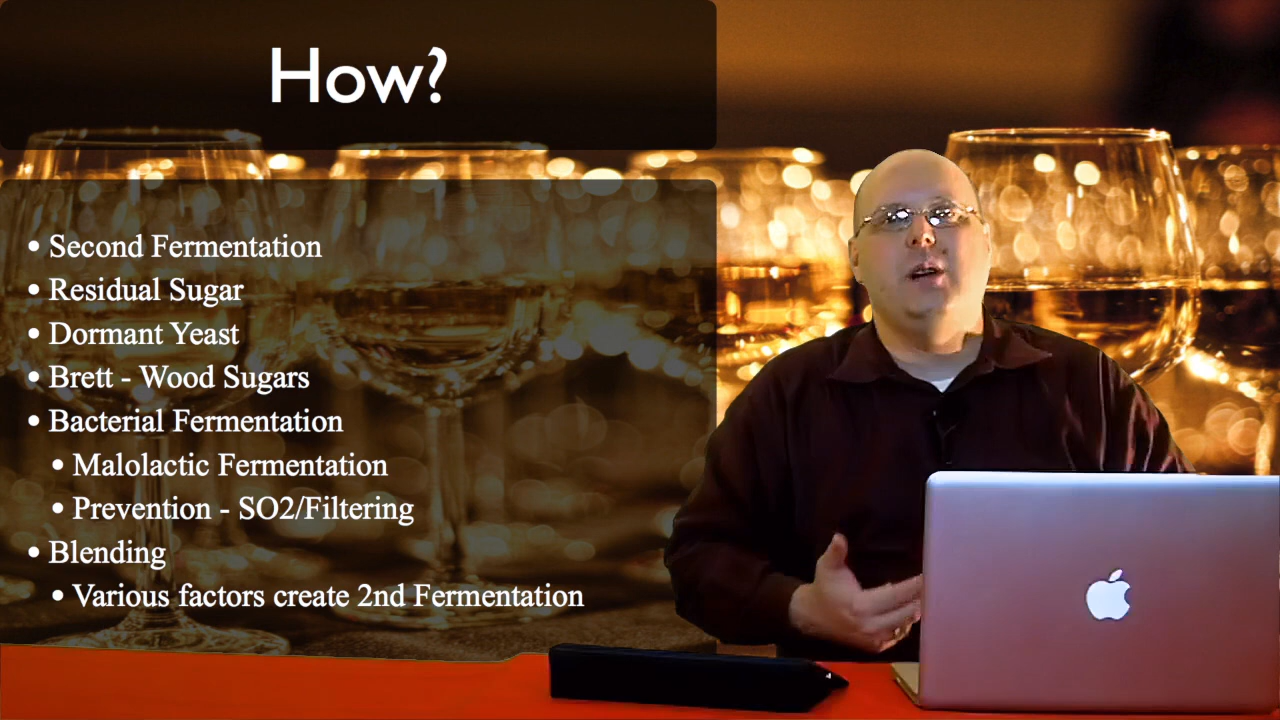 How?
• Second Fermentation
• Residual Sugar
• Dormant Yeast
• Brett - Wood Sugars
• Bacterial Fermentation
• Malolactic Fermentation
• Prevention - SO2/Filtering
• Blending
• Various factors create 2nd Fermentation